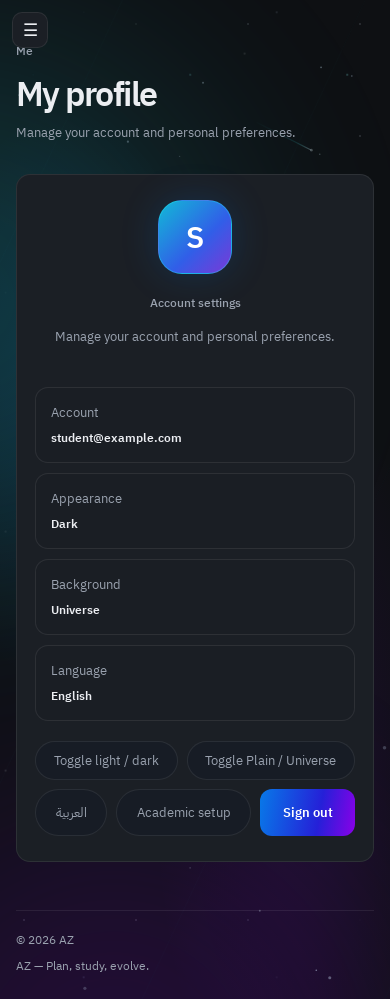 ☰
Me
My profile
Manage your account and personal preferences.
S
Account settings
Manage your account and personal preferences.
Account
student@example.com
Appearance
Dark
Background
Universe
Language
English
Toggle light / dark
Toggle Plain / Universe
العربية
Academic setup
Sign out
© 2026 AZ
AZ — Plan, study, evolve.